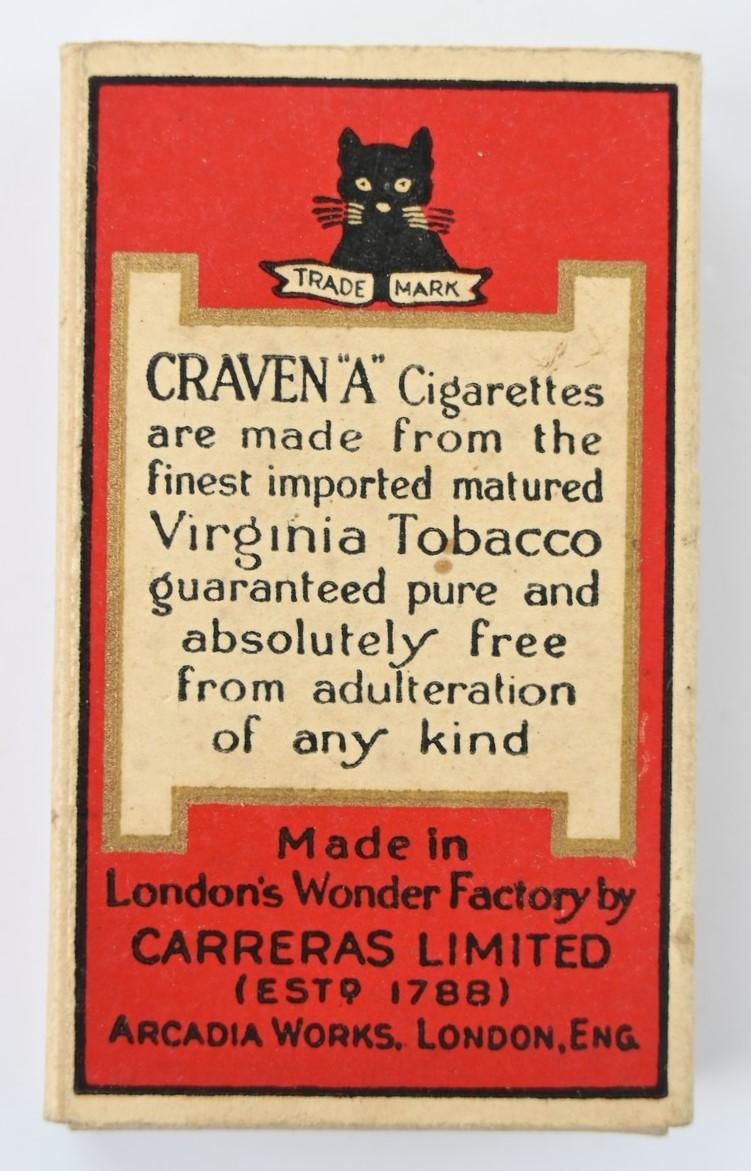 TRADE MARK
CRAVEN "A" Cigarettes
are made from the
finest imported matured
Virginia Tobacco
guaranteed pure and
absolutely free
from adulteration
of any kind
Made in
London's Wonder Factory by
CARRERAS LIMITED
(ESTD 1788)
ARCADIA WORKS. LONDON, ENG.